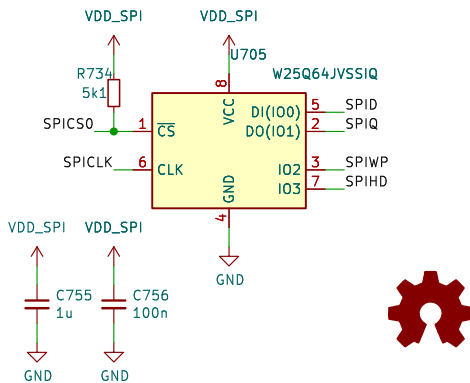 VDD_SPI
VDD_SPI
U705
R734
5k1
W25Q64JVSSIQ
8
VCC
SPICS0
1
CS
DI(IO0)
5
SPID
DO(IO1)
2
SPIQ
SPICLK
6
CLK
IO2
3
SPIWP
IO3
7
SPIHD
GND
4
GND
VDD_SPI
VDD_SPI
C755
1u
C756
100n
GND
GND